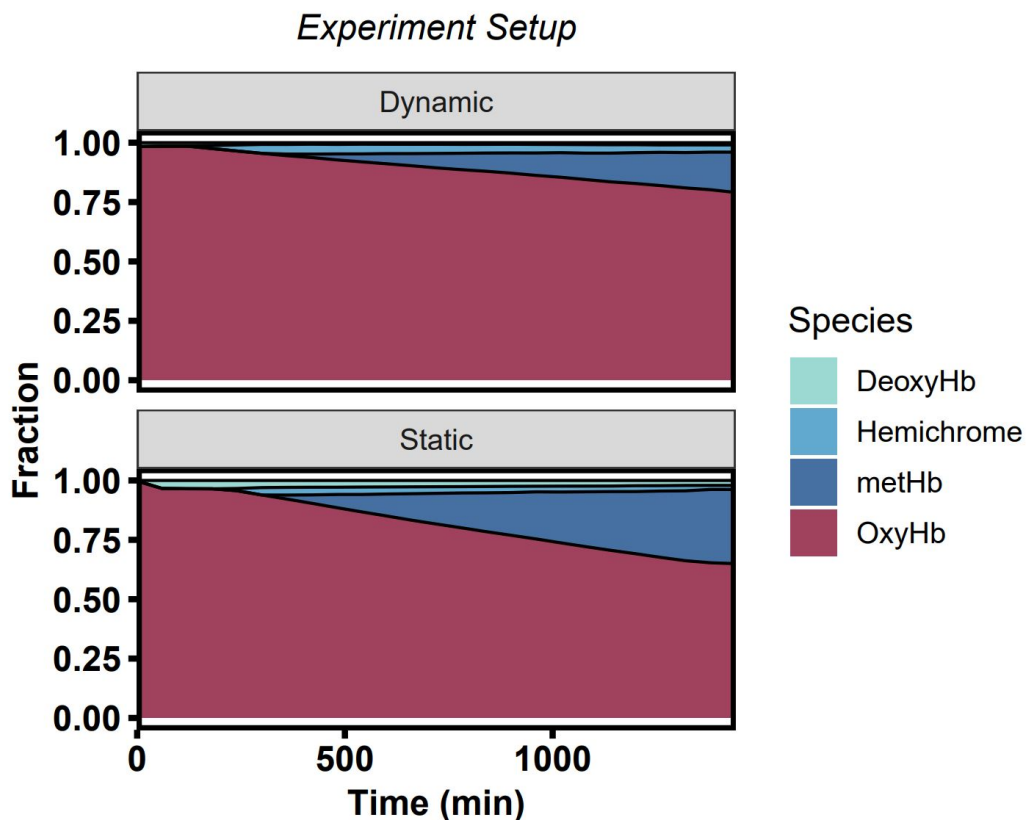 Experiment Setup
Dynamic
1.00
0.75
0.50
0.25
0.00
Static
1.00
0.75
0.50
0.25
0.00
Fraction
0 500 1000
Time (min)
Species
DeoxyHb
Hemichrome
metHb
OxyHb